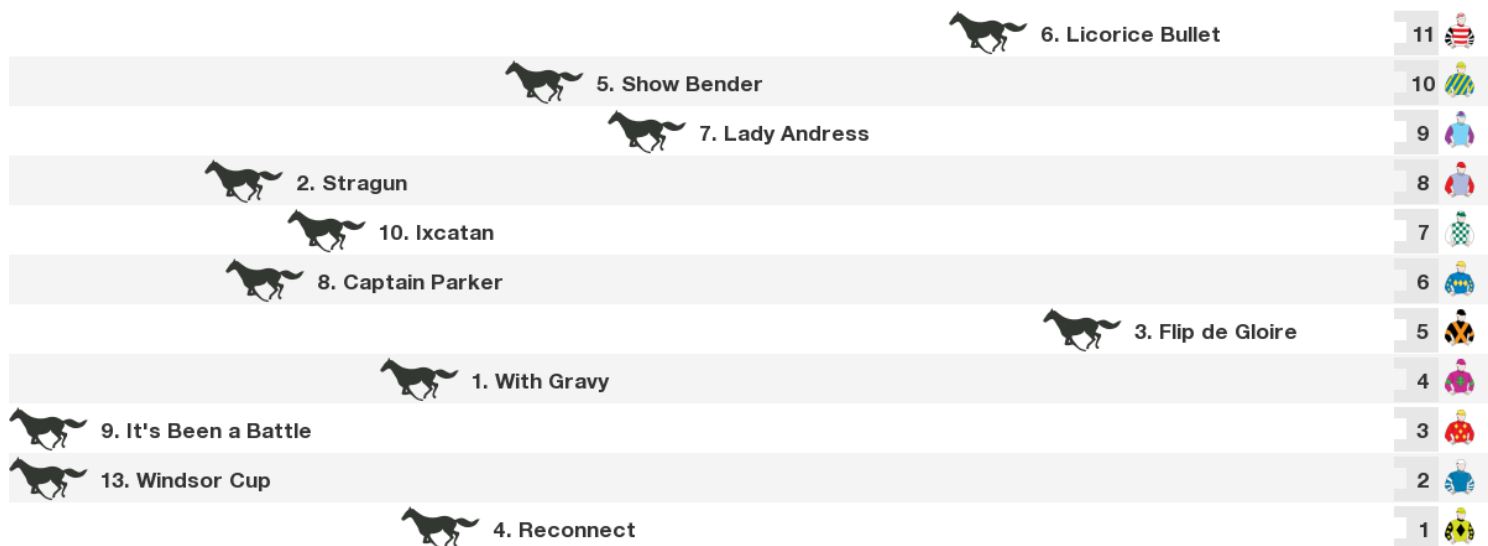 6. Licorice Bullet 11
5. Show Bender 10
7. Lady Andress 9
2. Stragun 8
10. Ixcatan 7
8. Captain Parker 6
3. Flip de Gloire 5
1. With Gravy 4
9. It's Been a Battle 3
13. Windsor Cup 2
4. Reconnect 1